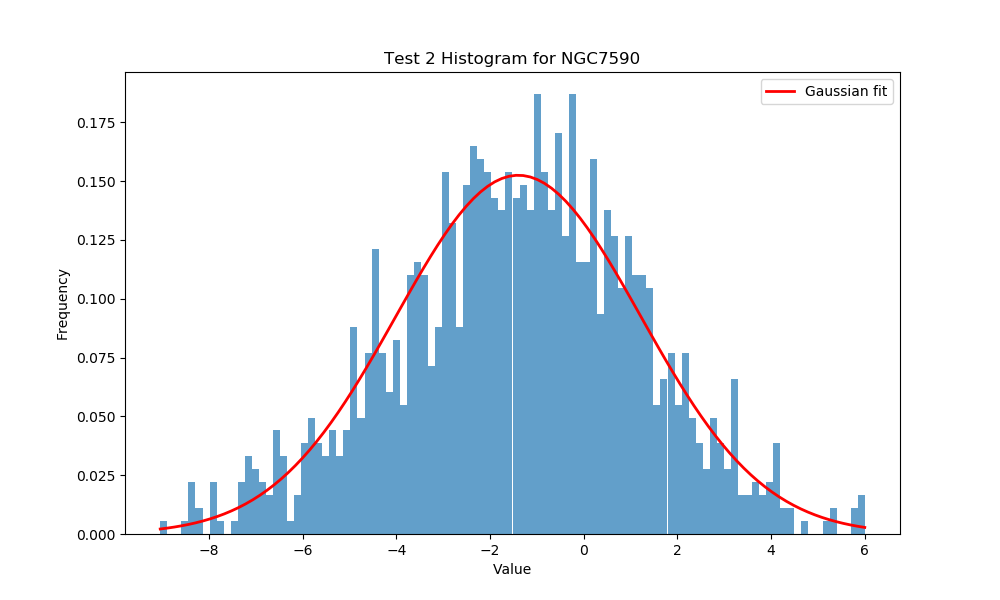 Test 2 Histogram for NGC7590
Gaussian fit
Frequency
0.175
0.150
0.125
0.100
0.075
0.050
0.025
0.000
−8 −6 −4 −2 0 2 4 6
Value